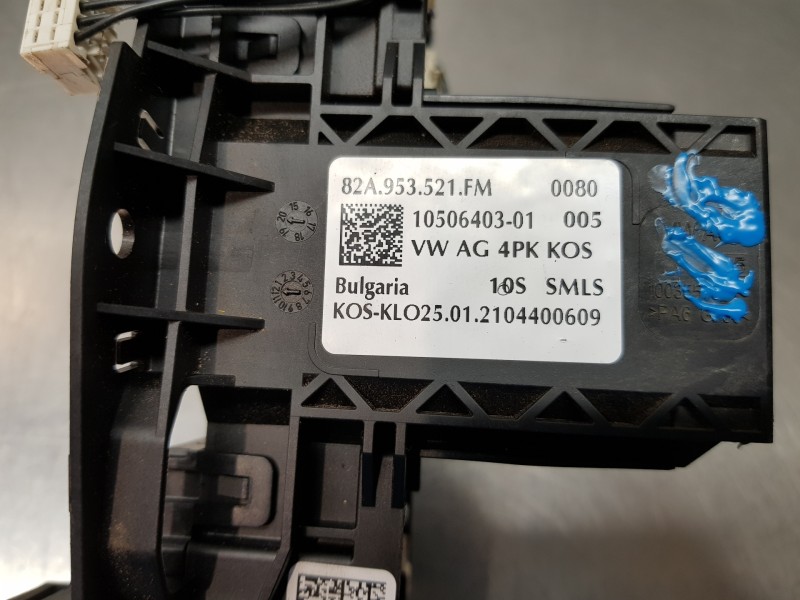 82A.953.521.FM 0080
10506403-01 005
VW AG 4PK KOS
Bulgaria 10S SMLS
KOS-KLO25.01.2104400609